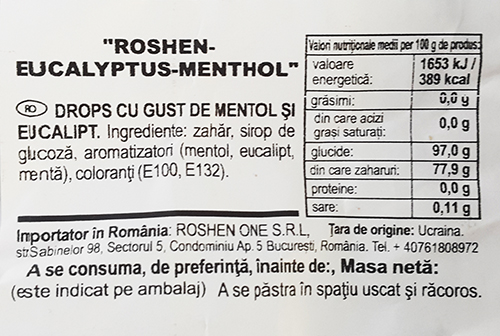 "ROSHEN-
EUCALYPTUS-MENTHOL"
RO DROPS CU GUST DE MENTOL ŞI
EUCALIPT. Ingrediente: zahăr, sirop de
glucoză, aromatizatori (mentol, eucalipt,
mentă), coloranţi (E100, E132).
Valori nutriţionale medii per 100 g de produs:
valoare energetică: 1653 kJ / 389 kcal
grăsimi: 0,0 g
din care acizi graşi saturaţi: 0,0 g
glucide: 97,0 g
din care zaharuri: 77,9 g
proteine: 0,0 g
sare: 0,11 g
Importator în România: ROSHEN ONE S.R.L, Ţara de origine: Ucraina.
strSabinelor 98, Sectorul 5, Condominiu Ap. 5 Bucureşti, România. Tel. + 40761808972
A se consuma, de preferinţă, înainte de:, Masa netă:
(este indicat pe ambalaj) A se păstra în spaţiu uscat şi răcoros.